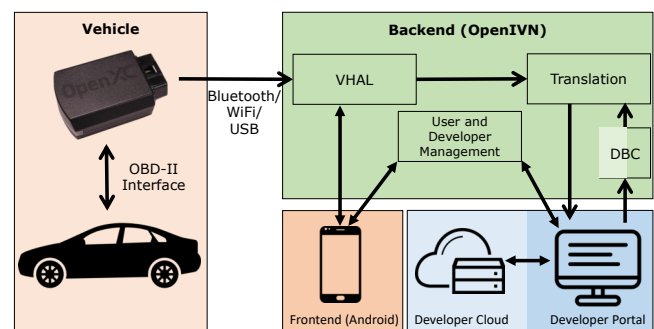 Vehicle
OpenXC
OBD-II
Interface
Bluetooth/
WiFi/
USB
Backend (OpenIVN)
VHAL
Translation
User and
Developer
Management
DBC
Frontend (Android)
Developer Cloud
Developer Portal